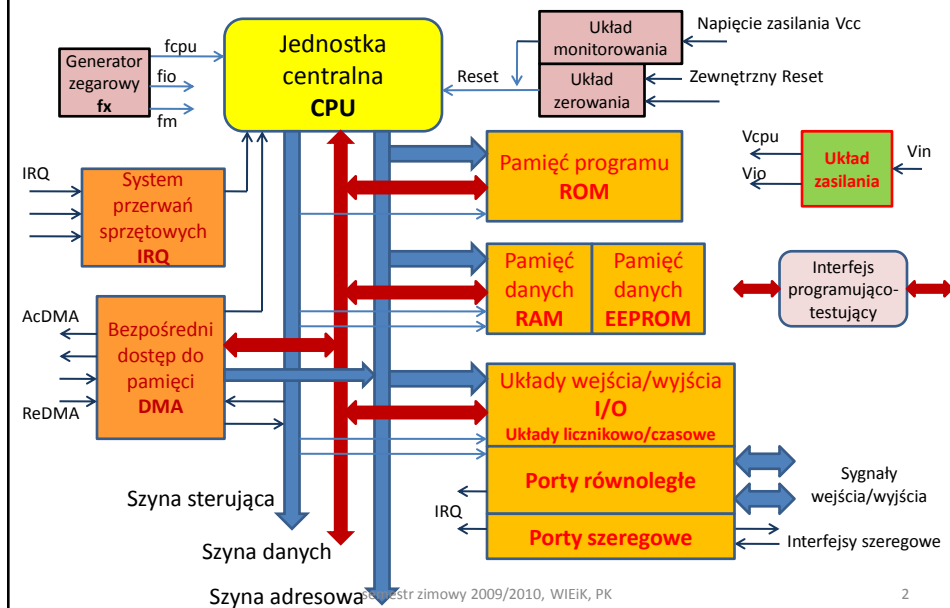 fcpu
Generator
zegarowy
fx
fio
fm
Jednostka
centralna
CPU
Reset
Układ
monitorowania
Układ
zerowania
Napięcie zasilania Vcc
Zewnętrzny Reset
Vcpu
Vio
Układ
zasilania
Vin
IRQ
System
przerwań
sprzętowych
IRQ
Pamięć programu
ROM
Pamięć
danych
RAM
Pamięć
danych
EEPROM
Interfejs
programująco-
testujący
AcDMA
ReDMA
Bezpośredni
dostęp do
pamięci
DMA
Układy wejścia/wyjścia
I/O
Układy licznikowo/czasowe
Porty równoległe
Porty szeregowe
IRQ
Sygnały
wejścia/wyjścia
Interfejsy szeregowe
Szyna sterująca
Szyna danych
Szyna adresowa
semestr zimowy 2009/2010, WIEiK, PK
2